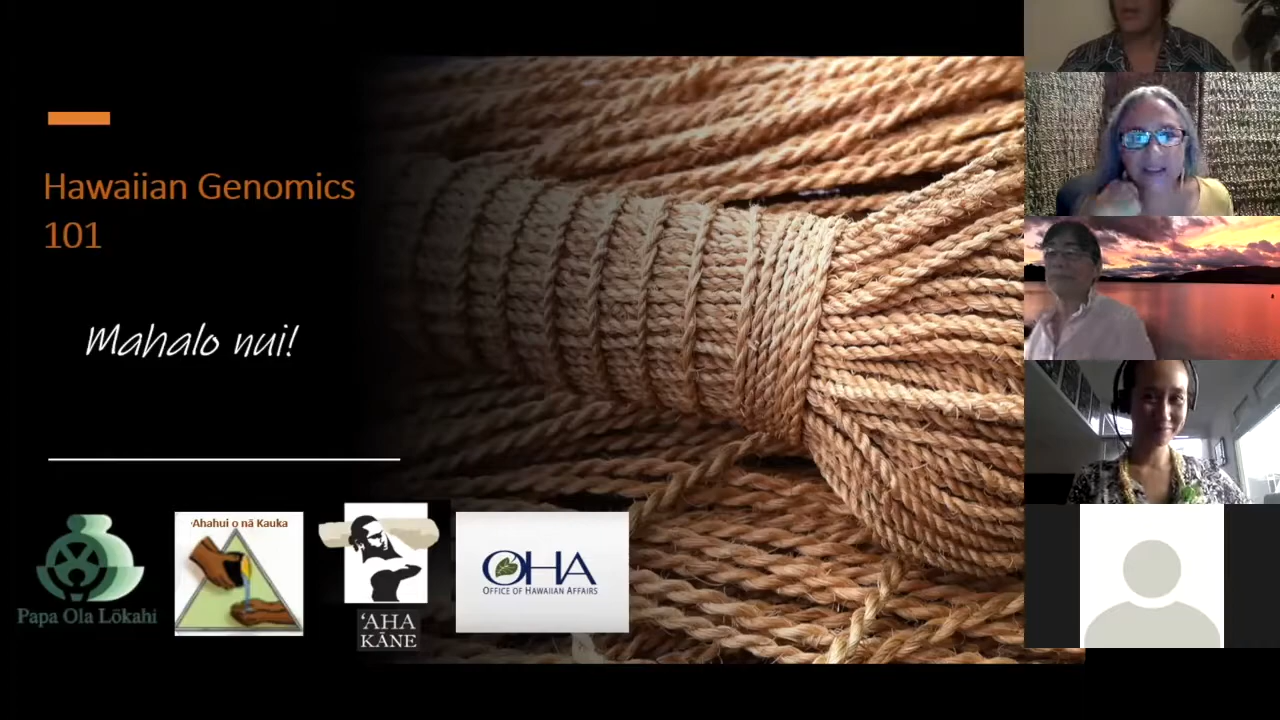 Hawaiian Genomics
101
Mahalo nui!
Papa Ola Lōkahi
ʻAhahui o nā Kauka
ʻAHA
KĀNE
OHA
OFFICE OF HAWAIIAN AFFAIRS